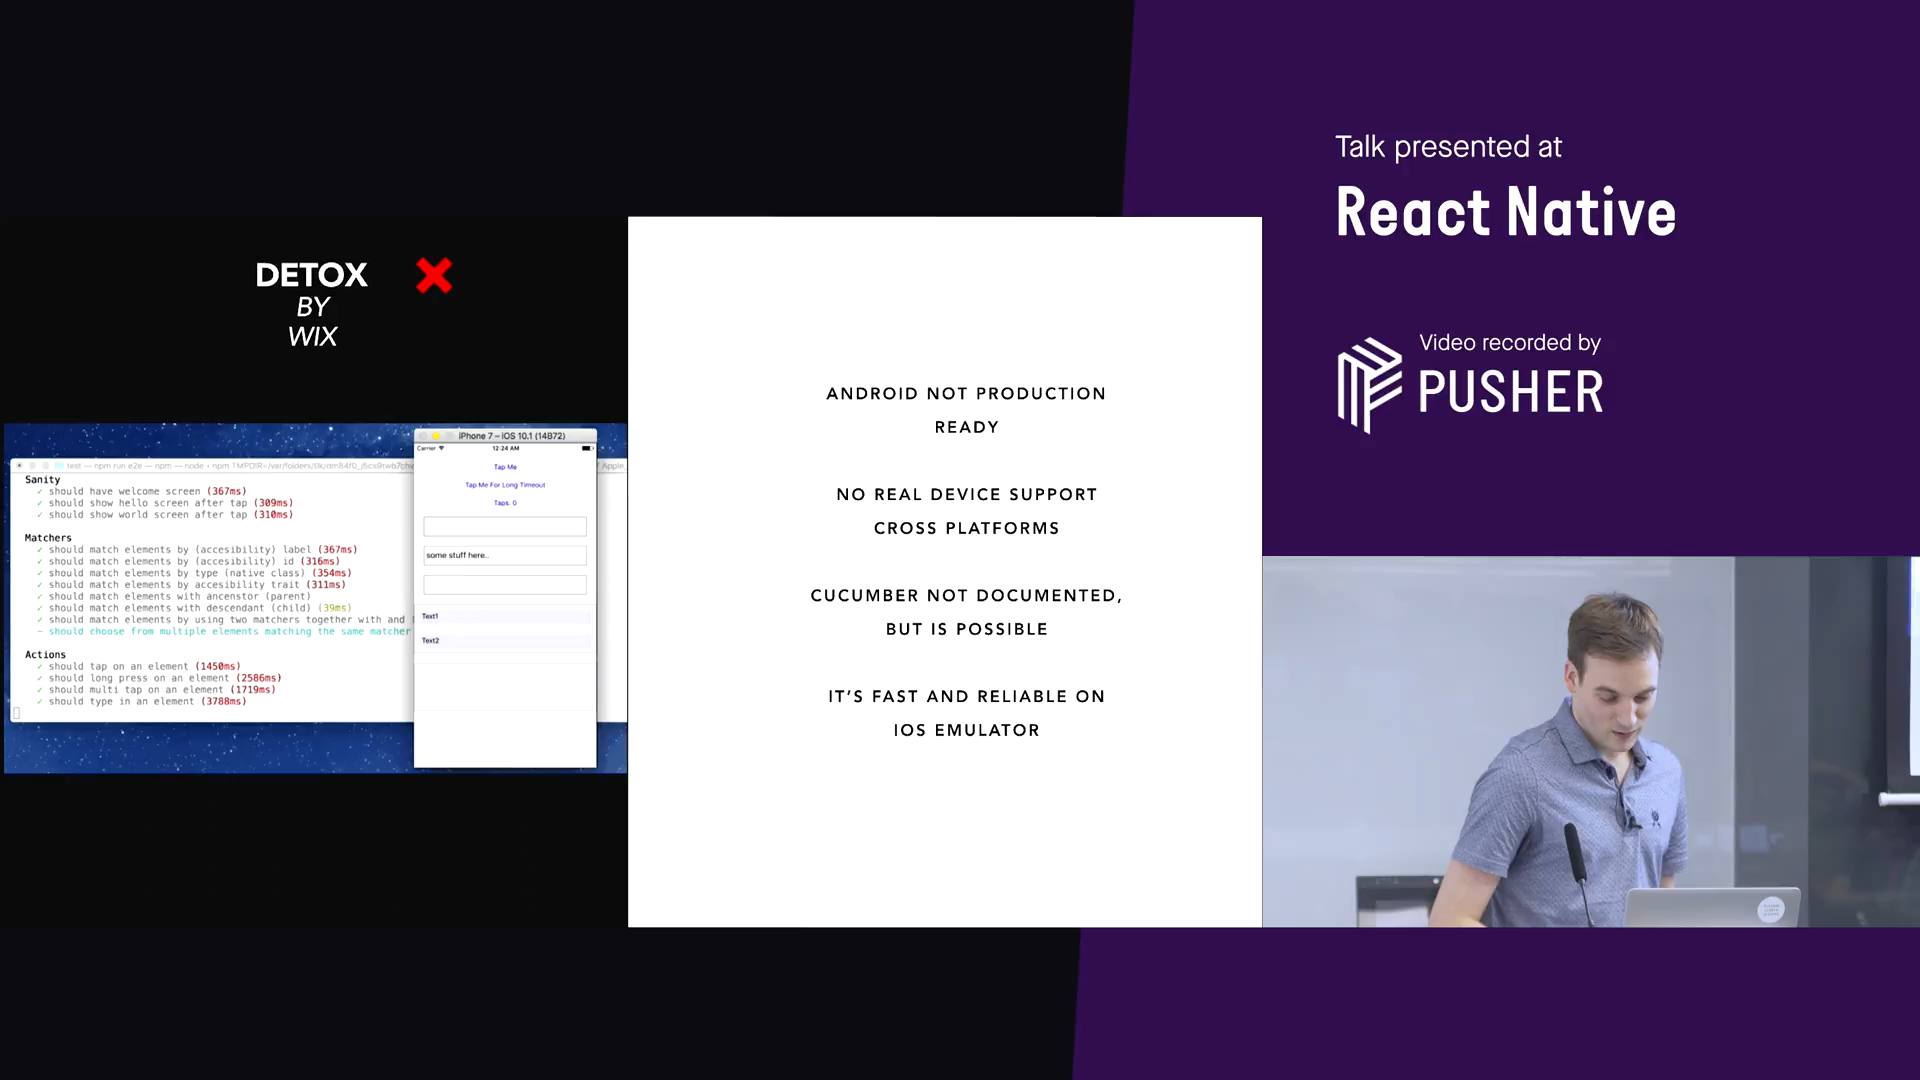 DETOX
BY
WIX
test — npm run e2e — npm — node • npm
iPhone 7 – iOS 10.1 (14B72)
Carrier
12:24 AM
Tap Me
Tap Me For Long Timeout
Taps: 0
some stuff here..
Text1
Text2
Sanity
✓ should have welcome screen (367ms)
✓ should show hello screen after tap (309ms)
✓ should show world screen after tap (310ms)
Matchers
✓ should match elements by (accesibility) label (367ms)
✓ should match elements by (accesibility) id (316ms)
✓ should match elements by type (native class) (354ms)
✓ should match elements by accesibility trait (311ms)
✓ should match elements with ancenstor (parent)
✓ should match elements with descendant (child) (39ms)
✓ should match elements by using two matchers together with and
– should choose from multiple elements matching the same matcher
Actions
✓ should tap on an element (1450ms)
✓ should long press on an element (2586ms)
✓ should multi tap on an element (1719ms)
✓ should type in an element (3788ms)
ANDROID NOT PRODUCTION
READY
NO REAL DEVICE SUPPORT
CROSS PLATFORMS
CUCUMBER NOT DOCUMENTED,
BUT IS POSSIBLE
IT’S FAST AND RELIABLE ON
IOS EMULATOR
Talk presented at
React Native
Video recorded by
PUSHER